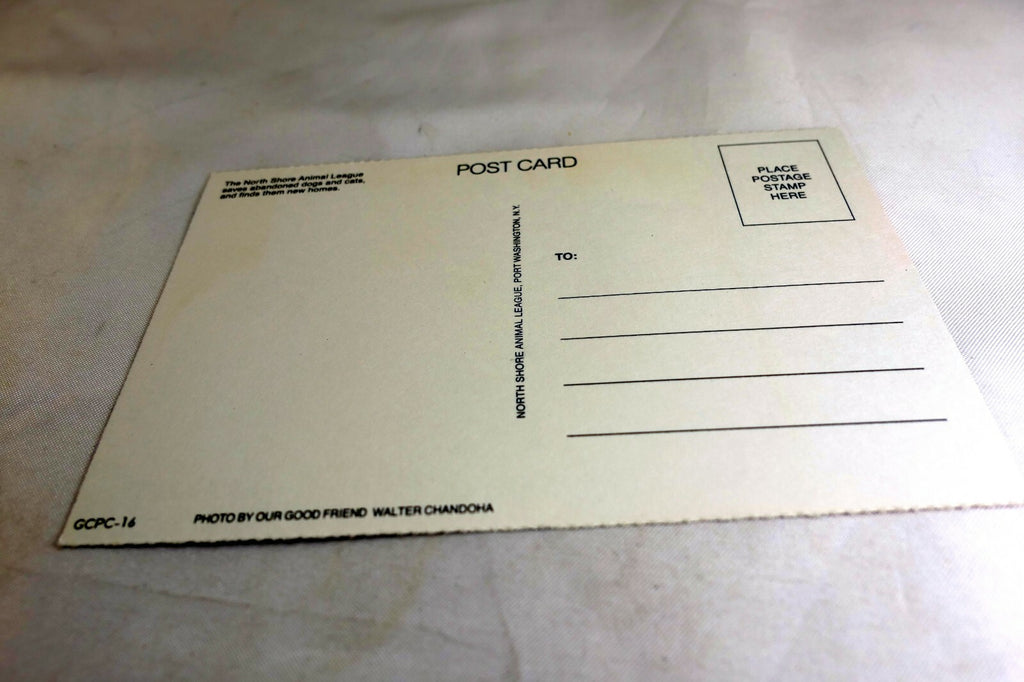 The North Shore Animal League
saves abandoned dogs and cats,
and finds them new homes.
POST CARD
PLACE
POSTAGE
STAMP
HERE
NORTH SHORE ANIMAL LEAGUE, PORT WASHINGTON, N.Y.
TO:
GCPC-16
PHOTO BY OUR GOOD FRIEND WALTER CHANDOHA